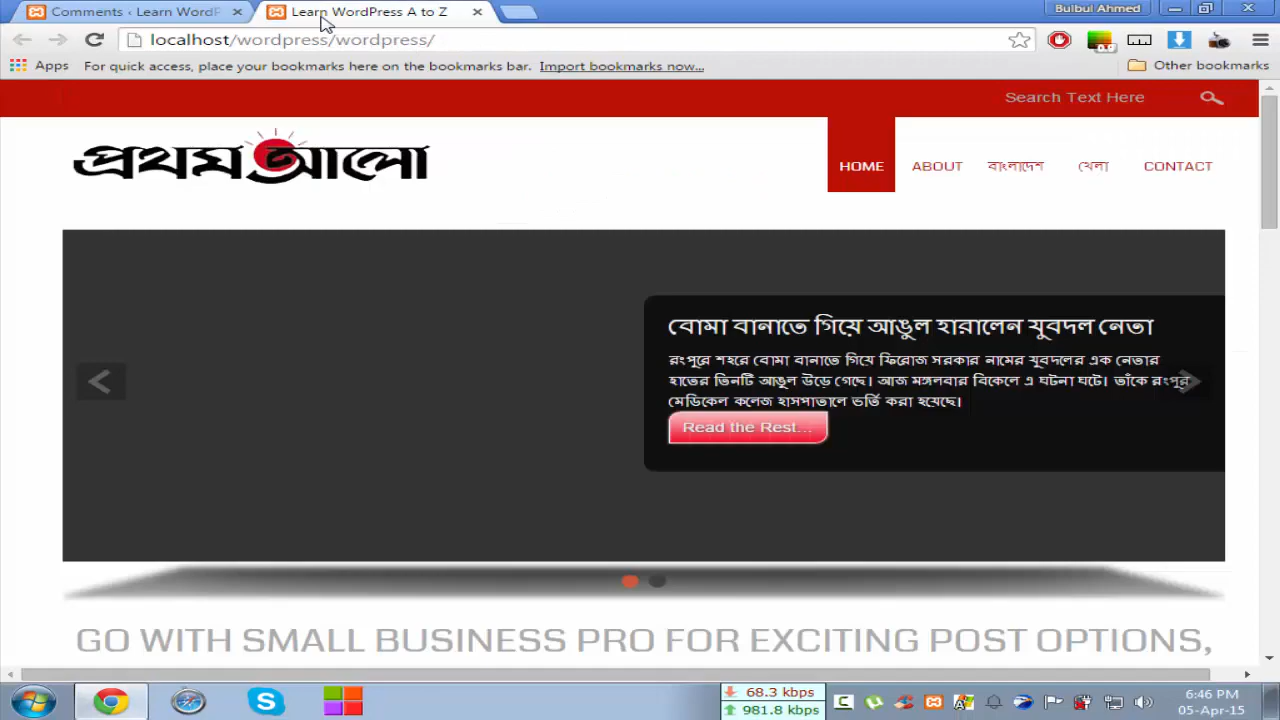 Comments ‹ Learn WordP
Learn WordPress A to Z
Bulbul Ahmed
localhost/wordpress/wordpress/
Apps
For quick access, place your bookmarks here on the bookmarks bar.
Import bookmarks now...
Other bookmarks
Search Text Here
প্রথম আলো
HOME
ABOUT
বাংলাদেশ
খেলা
CONTACT
বোমা বানাতে গিয়ে আঙুল হারালেন যুবদল নেতা
রংপুর শহরে বোমা বানাতে গিয়ে ফিরোজ সরকার নামের যুবদলের এক নেতার
হাতের তিনটি আঙুল উড়ে গেছে। আজ মঙ্গলবার বিকেলে এ ঘটনা ঘটে। তাঁকে রংপুর
মেডিকেল কলেজ হাসপাতালে ভর্তি করা হয়েছে।
Read the Rest...
GO WITH SMALL BUSINESS PRO FOR EXCITING POST OPTIONS,
68.3 kbps
981.8 kbps
6:46 PM
05-Apr-15